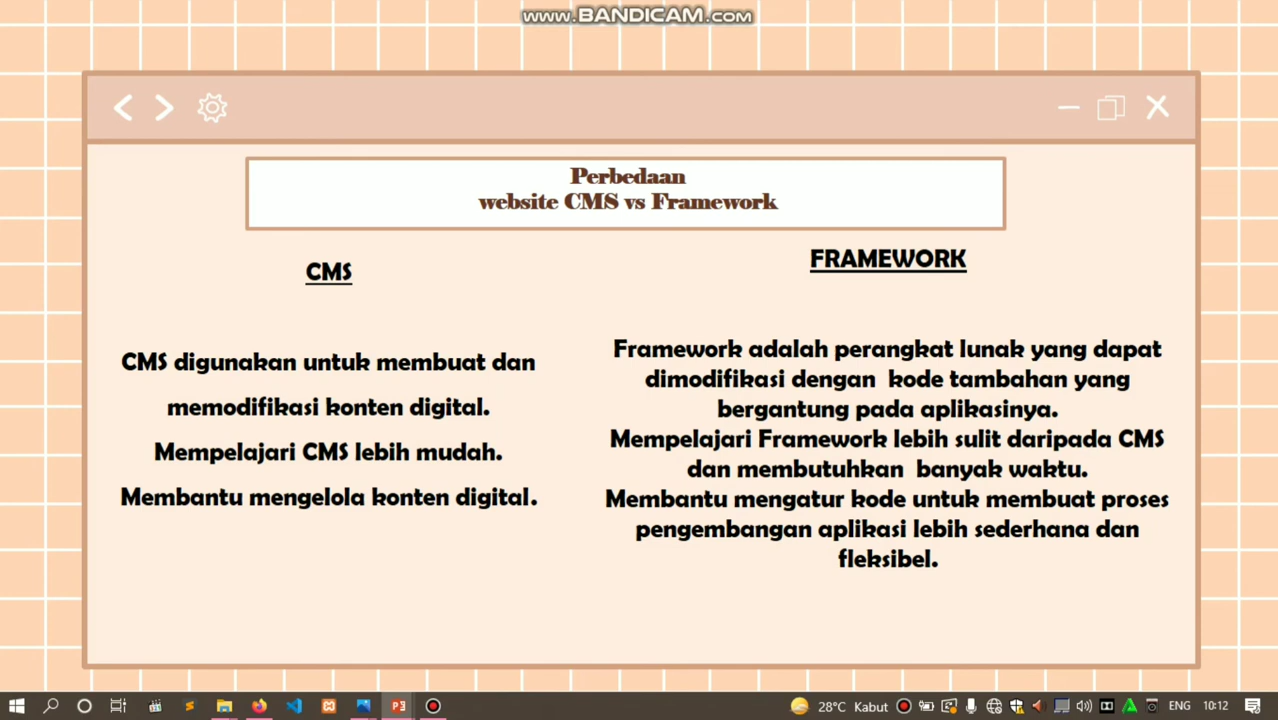 www.BANDICAM.com
Perbedaan
website CMS vs Framework
CMS
CMS digunakan untuk membuat dan
memodifikasi konten digital.
Mempelajari CMS lebih mudah.
Membantu mengelola konten digital.
FRAMEWORK
Framework adalah perangkat lunak yang dapat
dimodifikasi dengan kode tambahan yang
bergantung pada aplikasinya.
Mempelajari Framework lebih sulit daripada CMS
dan membutuhkan banyak waktu.
Membantu mengatur kode untuk membuat proses
pengembangan aplikasi lebih sederhana dan
fleksibel.
28°C Kabut ENG 10:12